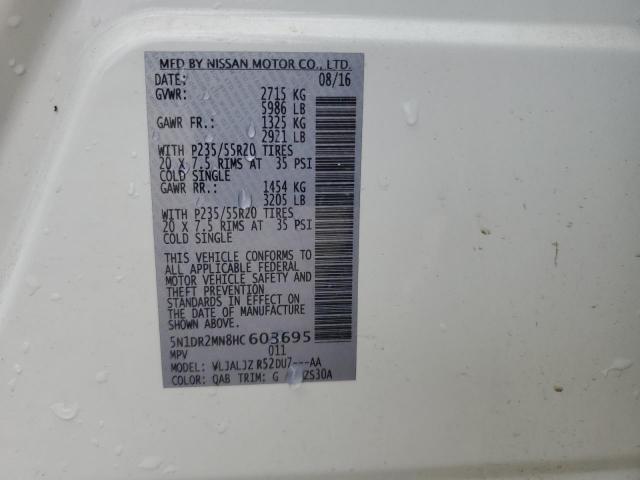 MFD BY NISSAN MOTOR CO., LTD.
DATE: 08/16
GVWR: 2715 KG
5986 LB
GAWR FR.: 1325 KG
2921 LB
WITH P235/55R20 TIRES
20 X 7.5 RIMS AT 35 PSI
COLD SINGLE
GAWR RR.: 1454 KG
3205 LB
WITH P235/55R20 TIRES
20 X 7.5 RIMS AT 35 PSI
COLD SINGLE
THIS VEHICLE CONFORMS TO
ALL APPLICABLE FEDERAL
MOTOR VEHICLE SAFETY AND
THEFT PREVENTION
STANDARDS IN EFFECT ON
THE DATE OF MANUFACTURE
SHOWN ABOVE.
5N1DR2MN8HC603695
MPV 011
MODEL: WLJALJZ R52DU7---AA
COLOR: QAB TRIM: G